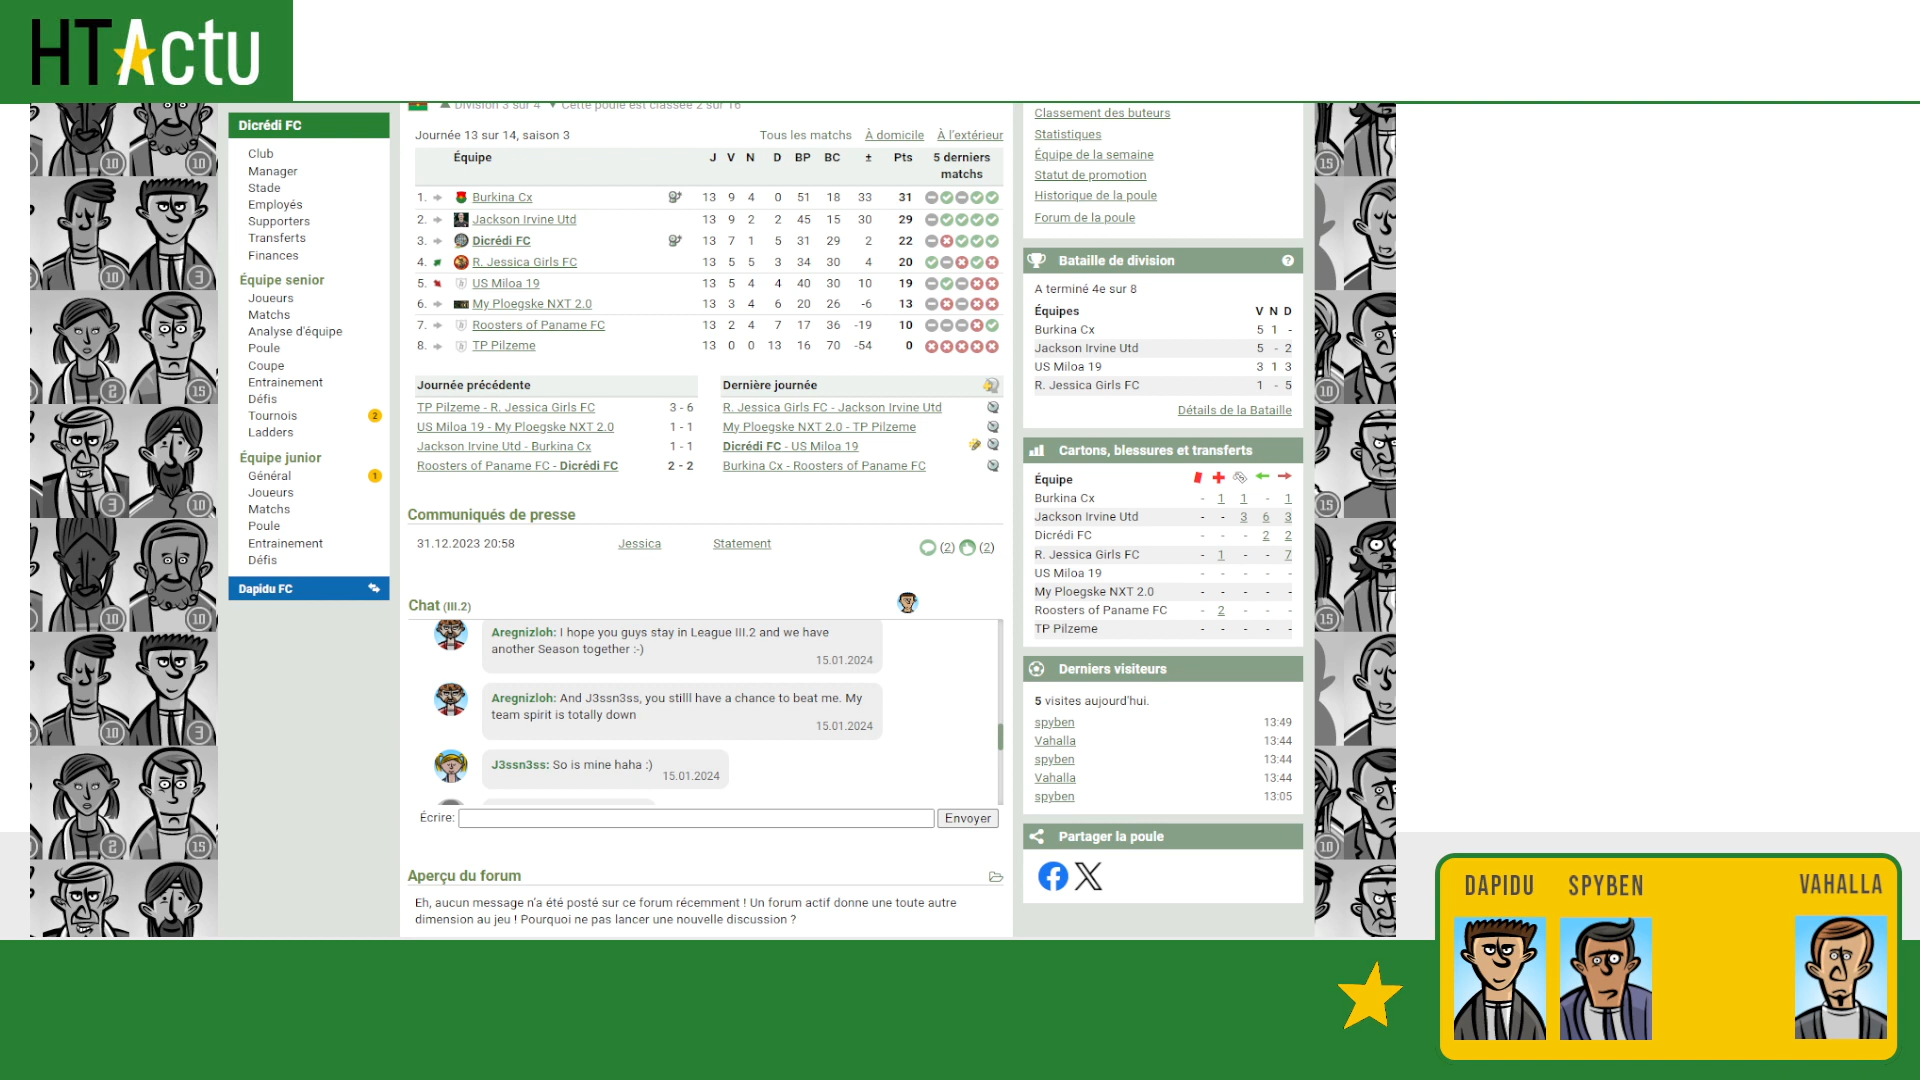 HT Actu
Division 3 sur 4 Cette poule est classée 2 sur 16
Journée 13 sur 14, saison 3 Tous les matchs À domicile À l'extérieur
Équipe J V N D BP BC ± Pts 5 derniers matchs
1. Burkina Cx 13 9 4 0 51 18 33 31
2. Jackson Irvine Utd 13 9 2 2 45 15 30 29
3. Dicrédi FC 13 7 1 5 31 29 2 22
4. R. Jessica Girls FC 13 5 5 3 34 30 4 20
5. US Miloa 19 13 5 4 4 40 30 10 19
6. My Ploegske NXT 2.0 13 3 4 6 20 26 -6 13
7. Roosters of Paname FC 13 2 4 7 17 36 -19 10
8. TP Pilzeme 13 0 0 13 16 70 -54 0
Journée précédente
TP Pilzeme - R. Jessica Girls FC 3 - 6
US Miloa 19 - My Ploegske NXT 2.0 1 - 1
Jackson Irvine Utd - Burkina Cx 1 - 1
Roosters of Paname FC - Dicrédi FC 2 - 2
Dernière journée
R. Jessica Girls FC - Jackson Irvine Utd
My Ploegske NXT 2.0 - TP Pilzeme
Dicrédi FC - US Miloa 19
Burkina Cx - Roosters of Paname FC
Communiqués de presse
31.12.2023 20:58 Jessica Statement (2) (2)
Chat (III.2)
Aregnizloh: I hope you guys stay in League III.2 and we have
another Season together :-)
15.01.2024
Aregnizloh: And J3ssn3ss, you stilll have a chance to beat me. My
team spirit is totally down
15.01.2024
J3ssn3ss: So is mine haha :)
15.01.2024
Écrire: Envoyer
Aperçu du forum
Eh, aucun message n'a été posté sur ce forum récemment ! Un forum actif donne une toute autre
dimension au jeu ! Pourquoi ne pas lancer une nouvelle discussion ?
Dicrédi FC
Club
Manager
Stade
Employés
Supporters
Transferts
Finances
Équipe senior
Joueurs
Matchs
Analyse d'équipe
Poule
Coupe
Entrainement
Défis
Tournois 2
Ladders
Équipe junior
Général 1
Joueurs
Matchs
Poule
Entrainement
Défis
Dapidu FC
Classement des buteurs
Statistiques
Équipe de la semaine
Statut de promotion
Historique de la poule
Forum de la poule
Bataille de division ?
A terminé 4e sur 8
Équipes V N D
Burkina Cx 5 1 -
Jackson Irvine Utd 5 - 2
US Miloa 19 3 1 3
R. Jessica Girls FC 1 - 5
Détails de la Bataille
Cartons, blessures et transferts
Équipe
Burkina Cx - 1 1 - 1
Jackson Irvine Utd - - 3 6 3
Dicrédi FC - - - 2 2
R. Jessica Girls FC - 1 - - 7
US Miloa 19 - - - - -
My Ploegske NXT 2.0 - - - - -
Roosters of Paname FC - 2 - - -
TP Pilzeme - - - - -
Derniers visiteurs
5 visites aujourd'hui.
spyben 13:49
Vahalla 13:44
spyben 13:44
Vahalla 13:44
spyben 13:05
Partager la poule
DAPIDU SPYBEN VAHALLA